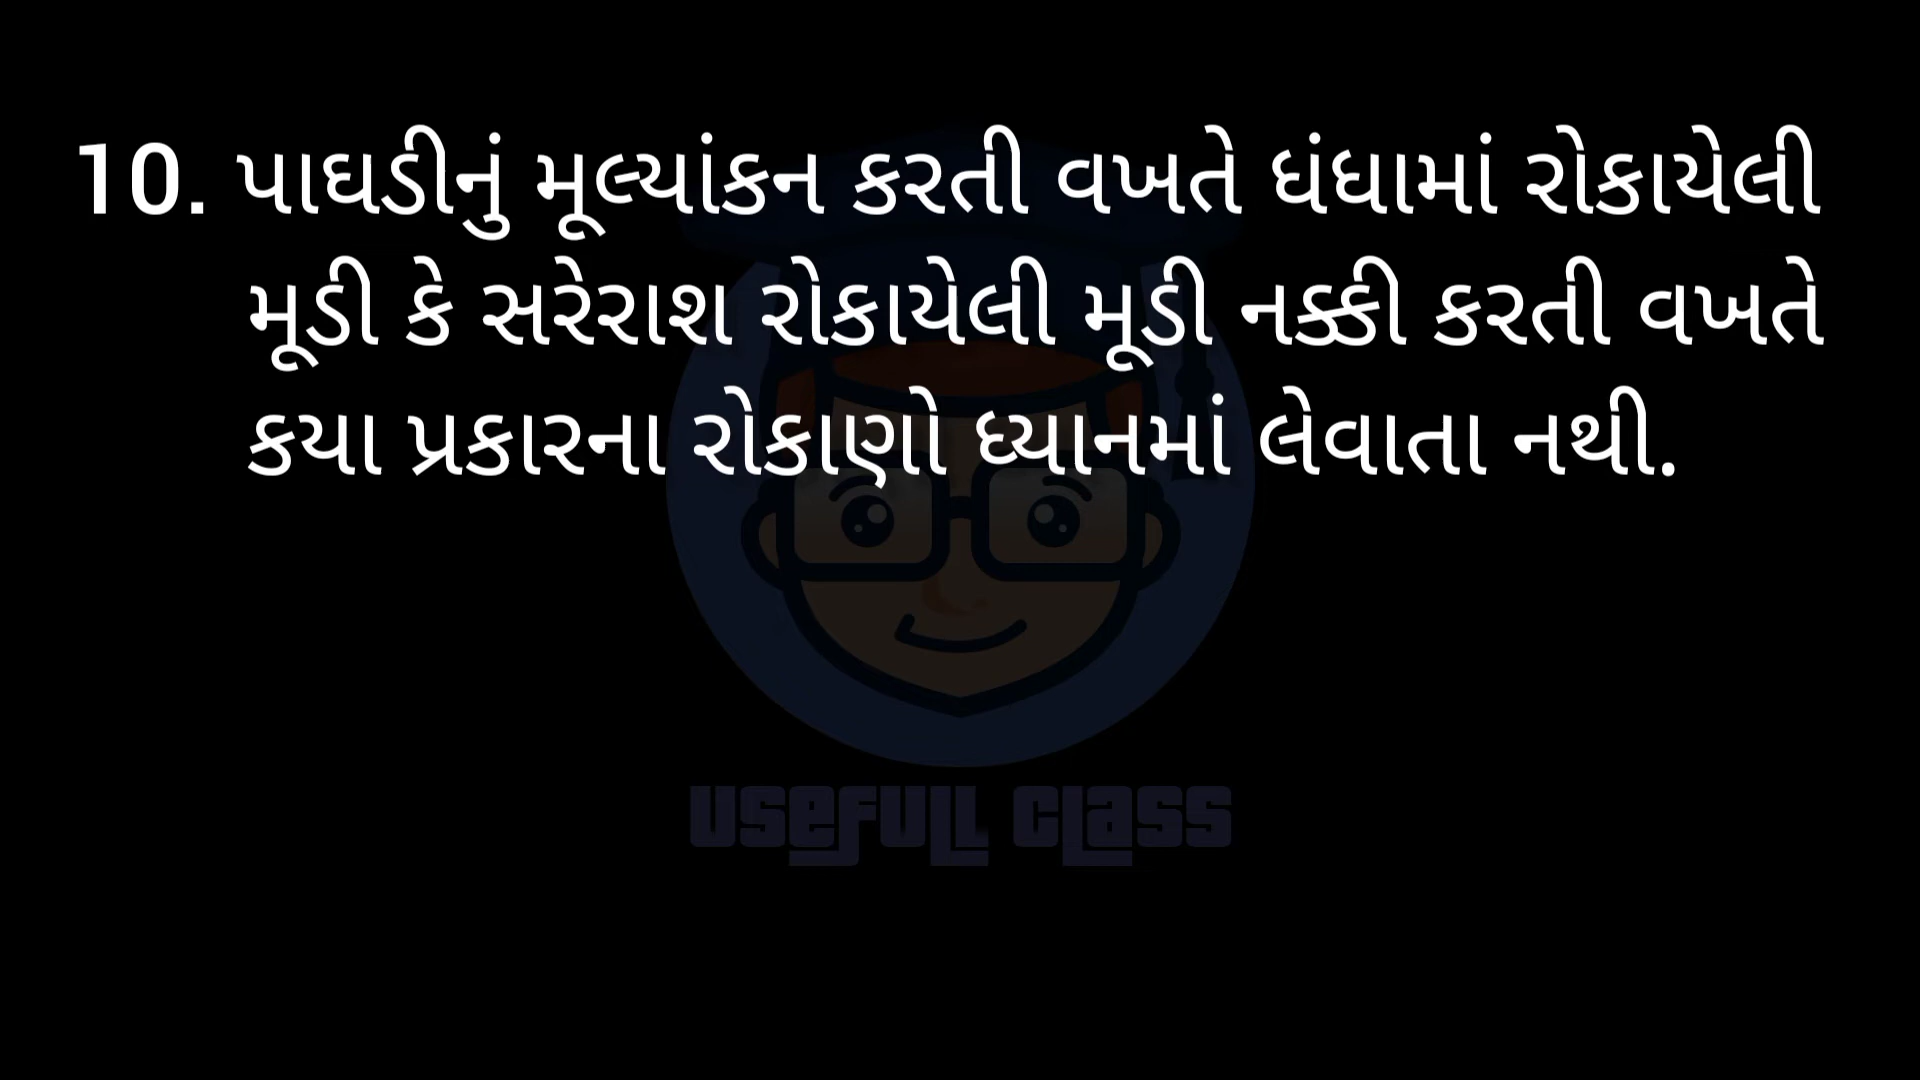 10. પાઘડીનું મૂલ્યાંકન કરતી વખતે ધંધામાં રોકાયેલી
મૂડી કે સરેરાશ રોકાયેલી મૂડી નક્કી કરતી વખતે
કયા પ્રકારના રોકાણો ધ્યાનમાં લેવાતા નથી.
USEFULL CLASS